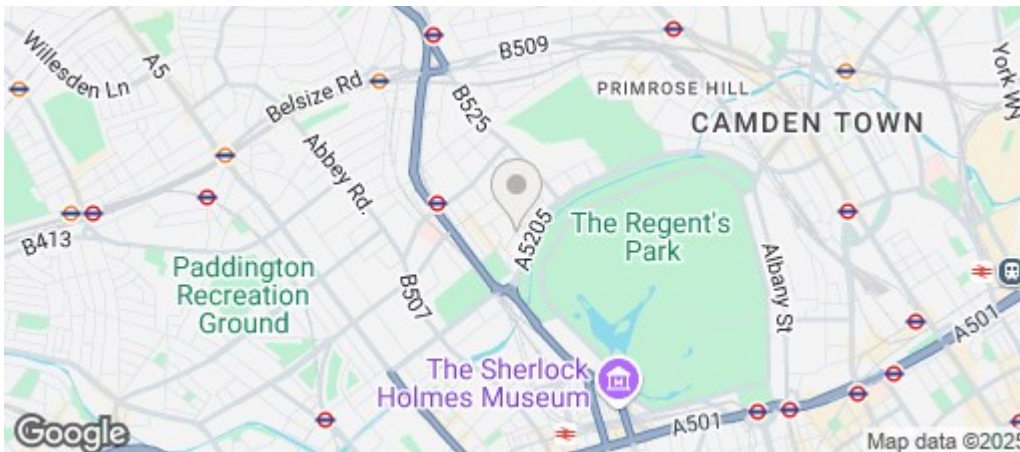 Willesden Ln
A5
B509
PRIMROSE HILL
York Wy
Belsize Rd
B525
CAMDEN TOWN
Abbey Rd.
A5205
The Regent's
Park
B413
Albany St
Paddington
Recreation
Ground
B507
A501
The Sherlock
Holmes Museum
A501
Google
Map data ©2025